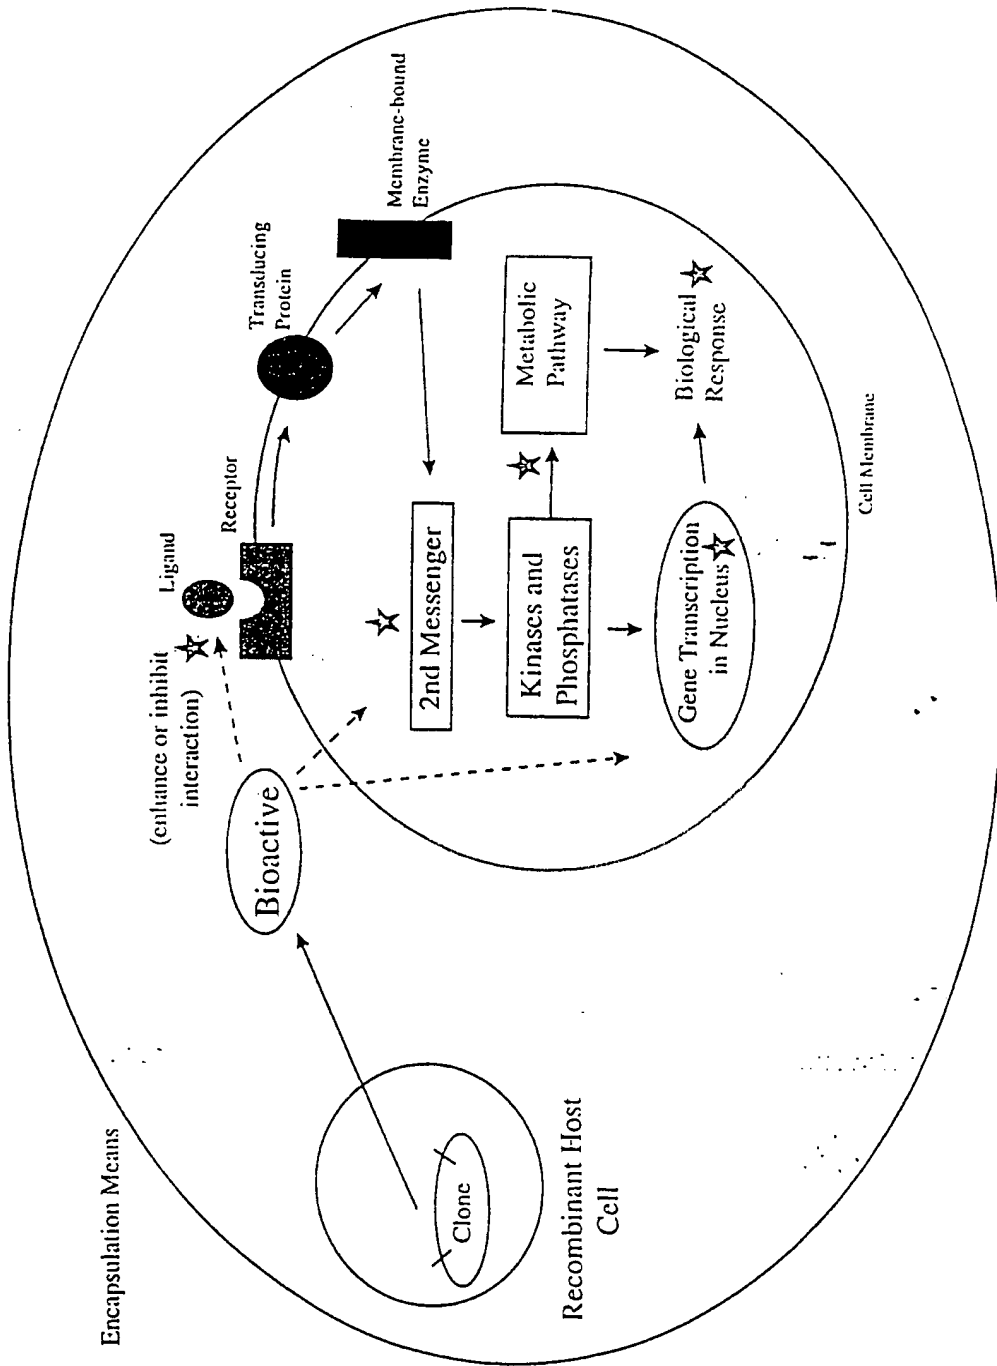 Encapsulation Means
(enhance or inhibit
interaction)
Ligand
Receptor
Transducing
Protein
Membrane-bound
Enzyme
Bioactive
2nd Messenger
Kinases and
Phosphatases
Metabolic
Pathway
Gene Transcription
in Nucleus
Biological
Response
Cell Membrane
Clone
Recombinant Host
Cell